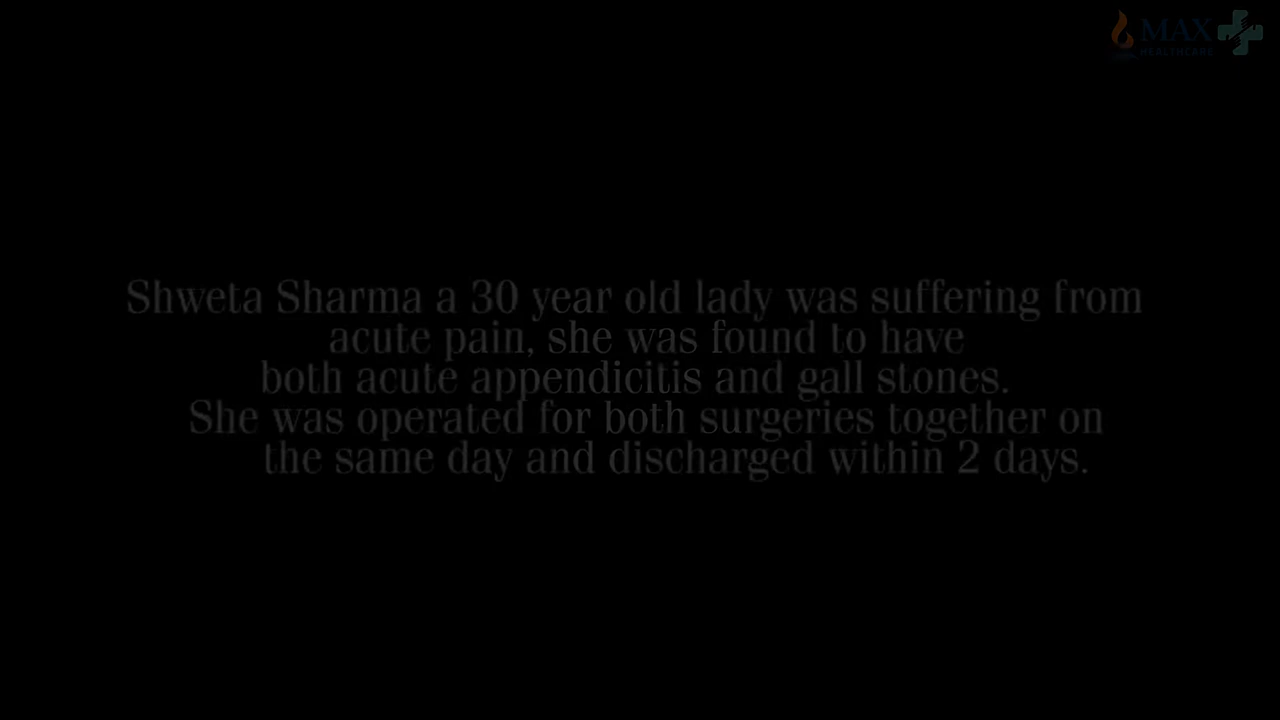 MAX
HEALTHCARE
Shweta Sharma a 30 year old lady was suffering from
acute pain, she was found to have
both acute appendicitis and gall stones.
She was operated for both surgeries together on
the same day and discharged within 2 days.